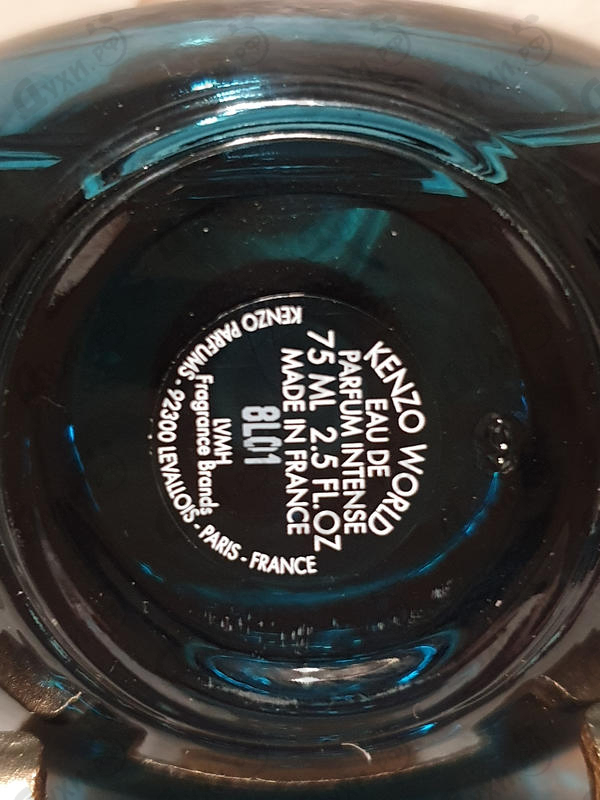 KENZO WORLD
EAU DE
PARFUM INTENSE
75 ML 2.5 FL.OZ
MADE IN FRANCE
8L01
LVMH
Fragrance Brands
KENZO PARFUMS - 92300 LEVALLOIS - PARIS - FRANCE